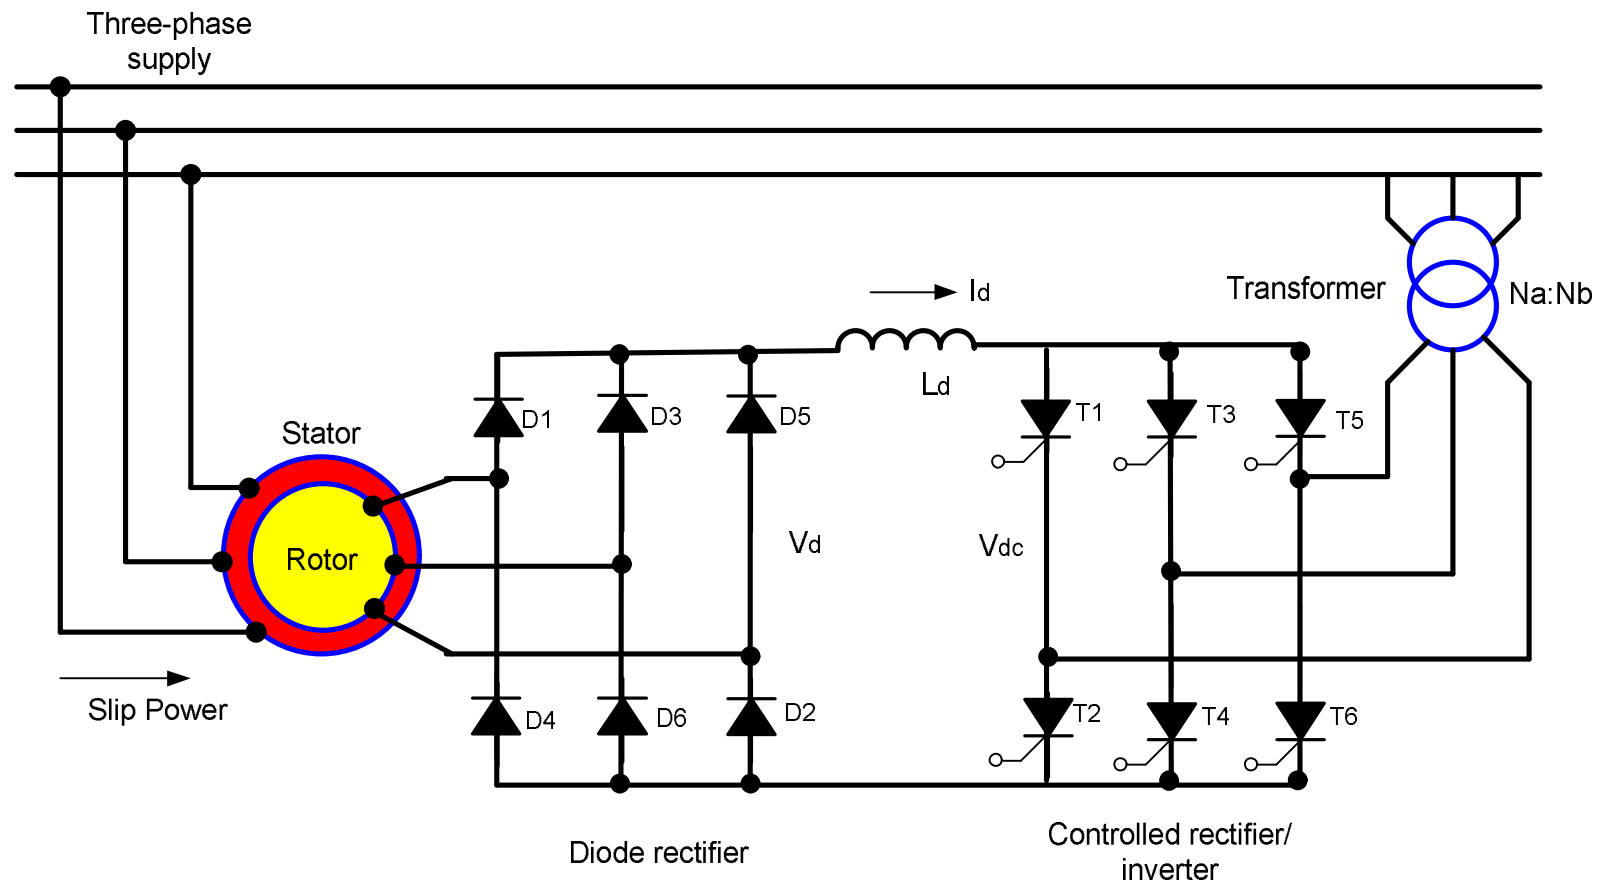 Three-phase
supply
Transformer
Na:Nb
Id
Ld
D1
D3
D5
T1
T3
T5
Stator
Rotor
Vd
Vdc
Slip Power
D4
D6
D2
T2
T4
T6
Diode rectifier
Controlled rectifier/
inverter